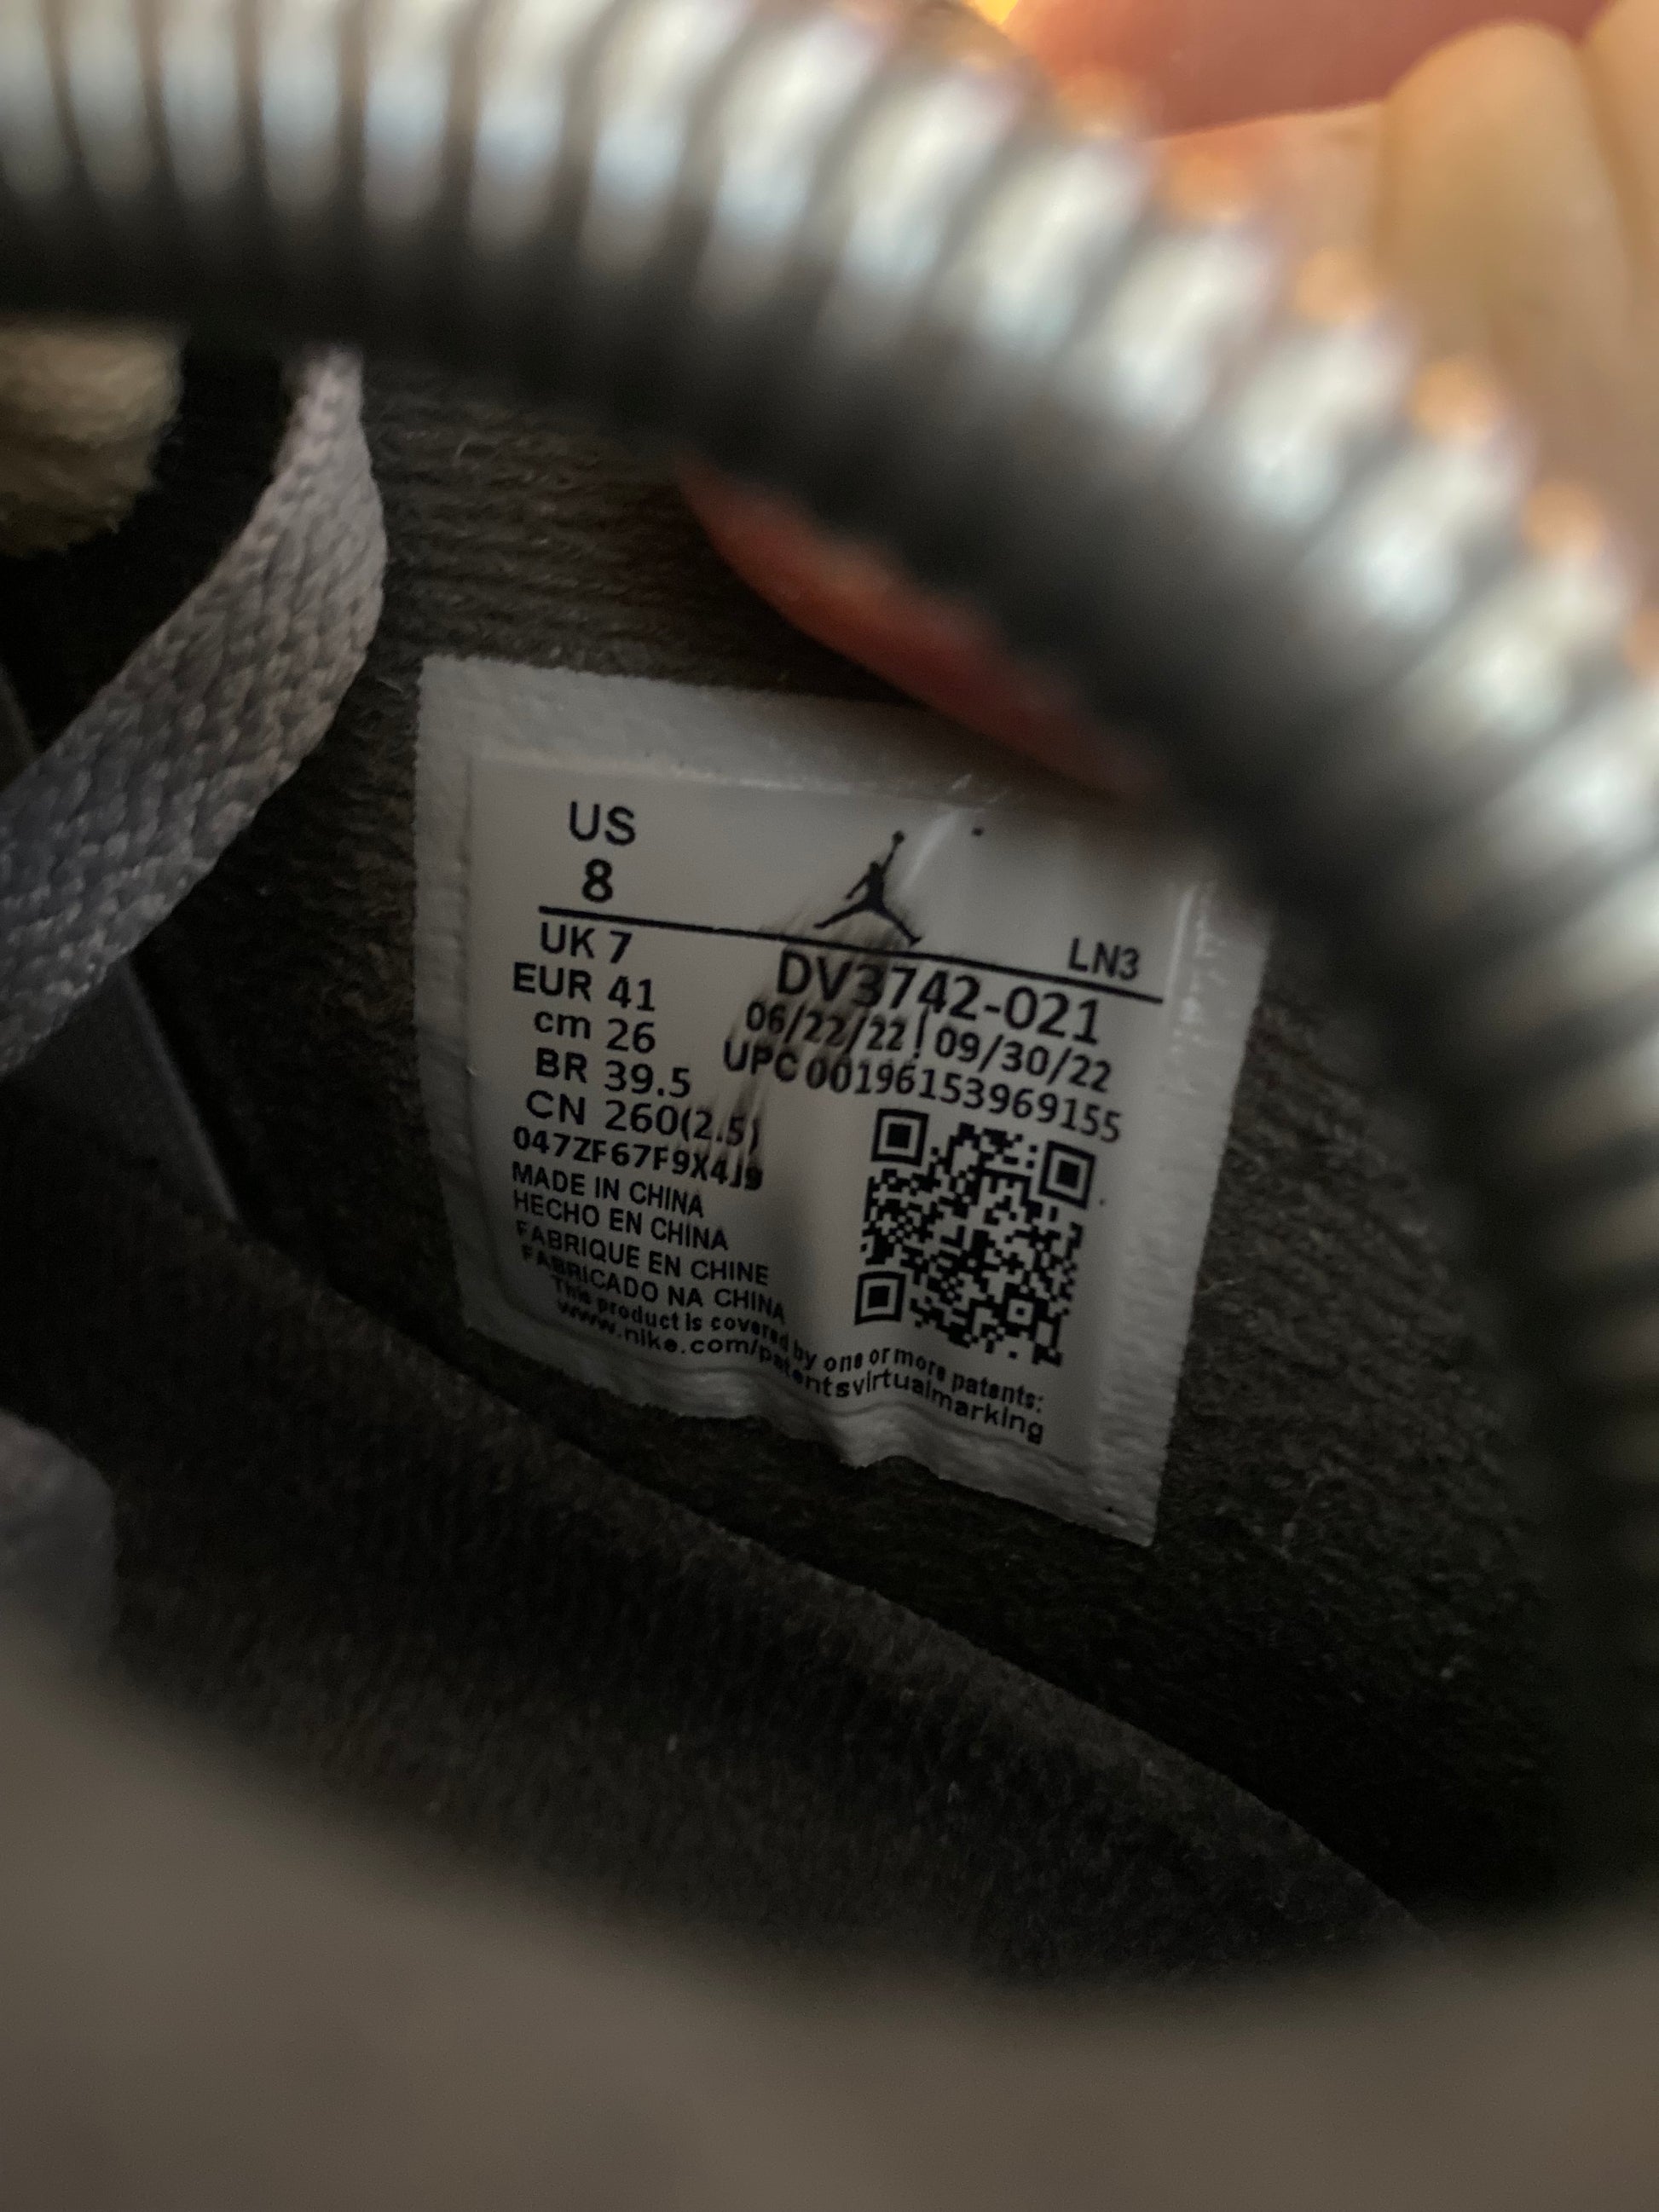 US
8
LN3
UK 7
EUR 41
cm 26
BR 39.5
CN 260(2.5)
047ZF67F9X4J9
DV3742-021
06/22/22 | 09/30/22
UPC 00196153969155
MADE IN CHINA
HECHO EN CHINA
FABRIQUE EN CHINE
FABRICADO NA CHINA
This product is covered by one or more patents:
www.nike.com/patentsvirtualmarking